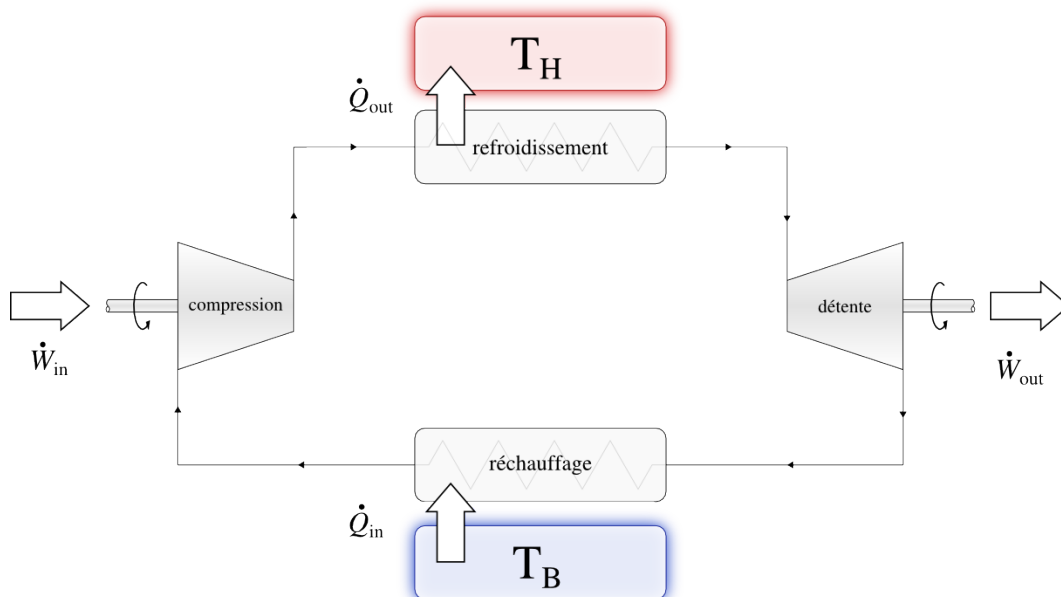 T_H
Q̇_out
refroidissement
compression
détente
Ẇ_in
Ẇ_out
réchauffage
Q̇_in
T_B